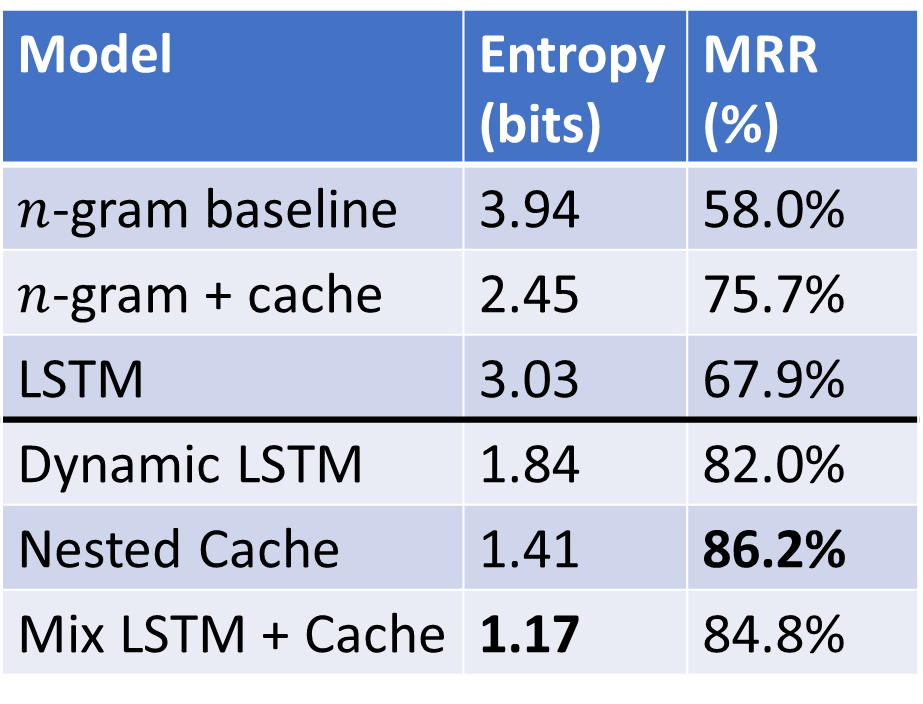 Model Entropy (bits) MRR (%)
n-gram baseline 3.94 58.0%
n-gram + cache 2.45 75.7%
LSTM 3.03 67.9%
Dynamic LSTM 1.84 82.0%
Nested Cache 1.41 86.2%
Mix LSTM + Cache 1.17 84.8%